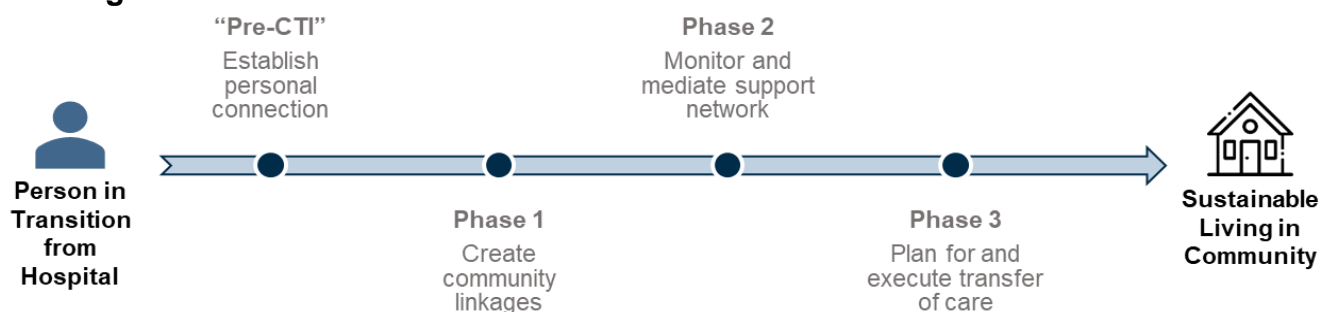 “Pre-CTI”
Establish
personal
connection
Phase 2
Monitor and
mediate support
network
Person in
Transition
from
Hospital
Phase 1
Create
community
linkages
Phase 3
Plan for and
execute transfer
of care
Sustainable
Living in
Community